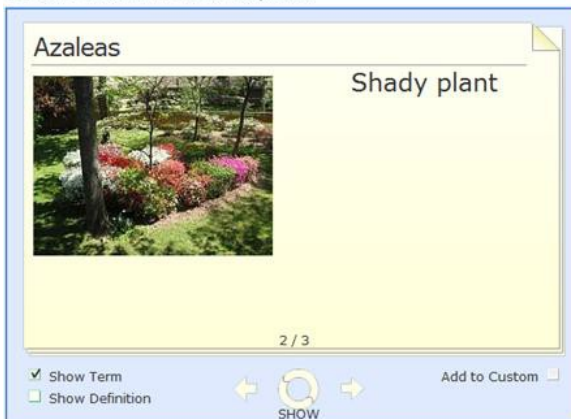 Azaleas
Shady plant
2 / 3
Show Term
Show Definition
SHOW
Add to Custom